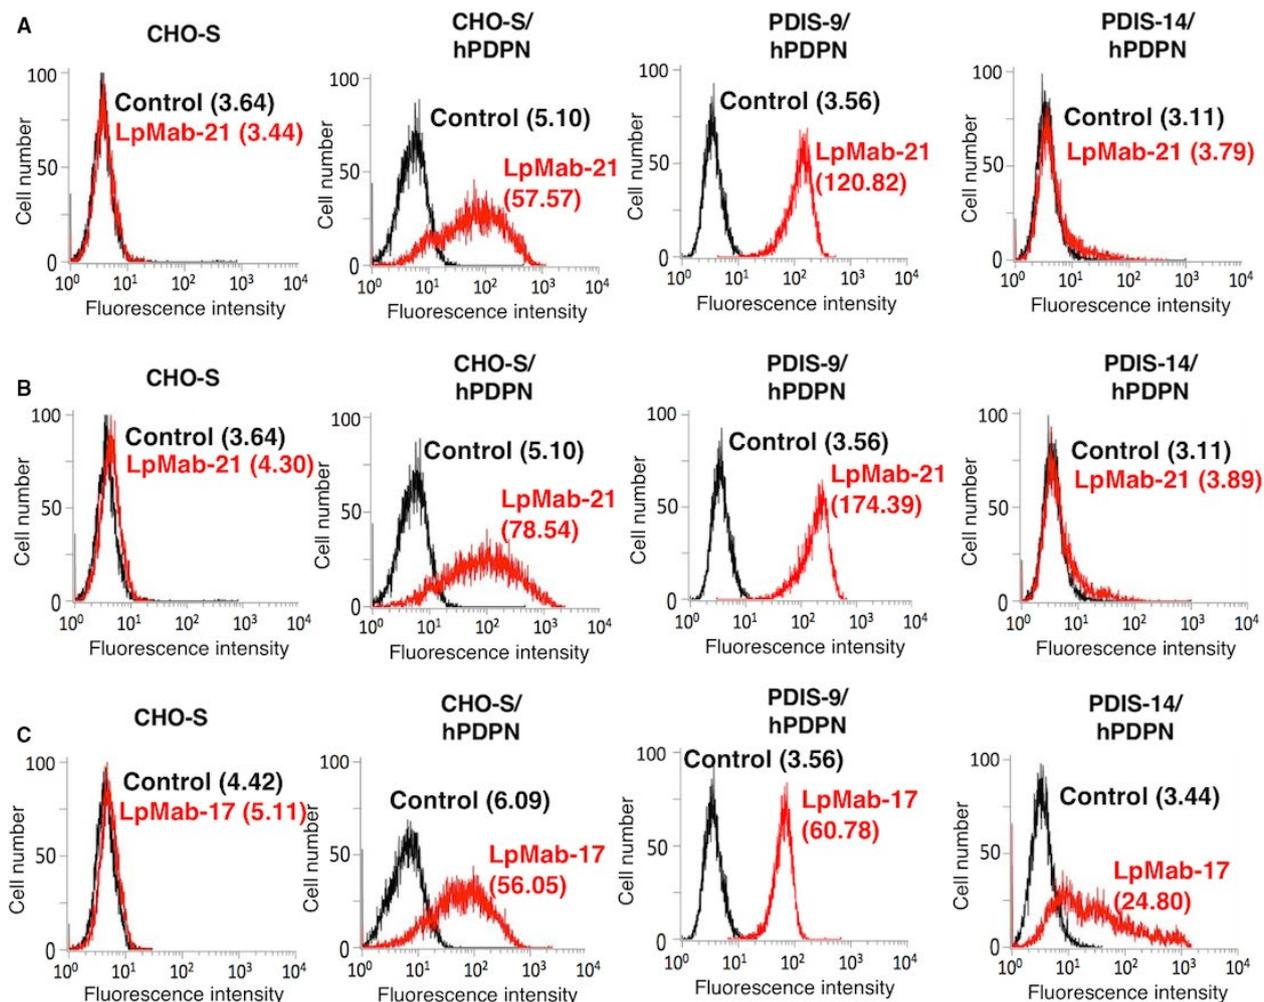 A
CHO-S
CHO-S/
hPDPN
PDIS-9/
hPDPN
PDIS-14/
hPDPN
100
50
0
Cell number
Control (3.64)
LpMab-21 (3.44)
10⁰ 10¹ 10² 10³ 10⁴
Fluorescence intensity
100
50
0
Cell number
Control (5.10)
LpMab-21
(57.57)
10⁰ 10¹ 10² 10³ 10⁴
Fluorescence intensity
100
50
0
Cell number
Control (3.56)
LpMab-21
(120.82)
10⁰ 10¹ 10² 10³ 10⁴
Fluorescence intensity
100
50
0
Cell number
Control (3.11)
LpMab-21 (3.79)
10⁰ 10¹ 10² 10³ 10⁴
Fluorescence intensity
B
CHO-S
CHO-S/
hPDPN
PDIS-9/
hPDPN
PDIS-14/
hPDPN
100
50
0
Cell number
Control (3.64)
LpMab-21 (4.30)
10⁰ 10¹ 10² 10³ 10⁴
Fluorescence intensity
100
50
0
Cell number
Control (5.10)
LpMab-21
(78.54)
10⁰ 10¹ 10² 10³ 10⁴
Fluorescence intensity
100
50
0
Cell number
Control (3.56)
LpMab-21
(174.39)
10⁰ 10¹ 10² 10³ 10⁴
Fluorescence intensity
100
50
0
Cell number
Control (3.11)
LpMab-21 (3.89)
10⁰ 10¹ 10² 10³ 10⁴
Fluorescence intensity
C
CHO-S
CHO-S/
hPDPN
PDIS-9/
hPDPN
PDIS-14/
hPDPN
100
50
0
Cell number
Control (4.42)
LpMab-17 (5.11)
10⁰ 10¹ 10² 10³ 10⁴
Fluorescence intensity
100
50
0
Cell number
Control (6.09)
LpMab-17
(56.05)
10⁰ 10¹ 10² 10³ 10⁴
Fluorescence intensity
100
50
0
Cell number
Control (3.56)
LpMab-17
(60.78)
10⁰ 10¹ 10² 10³ 10⁴
Fluorescence intensity
100
50
0
Cell number
Control (3.44)
LpMab-17
(24.80)
10⁰ 10¹ 10² 10³ 10⁴
Fluorescence intensity